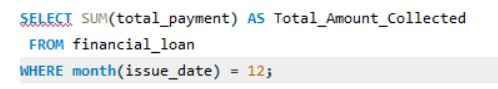 SELECT SUM(total_payment) AS Total_Amount_Collected
FROM financial_loan
WHERE month(issue_date) = 12;